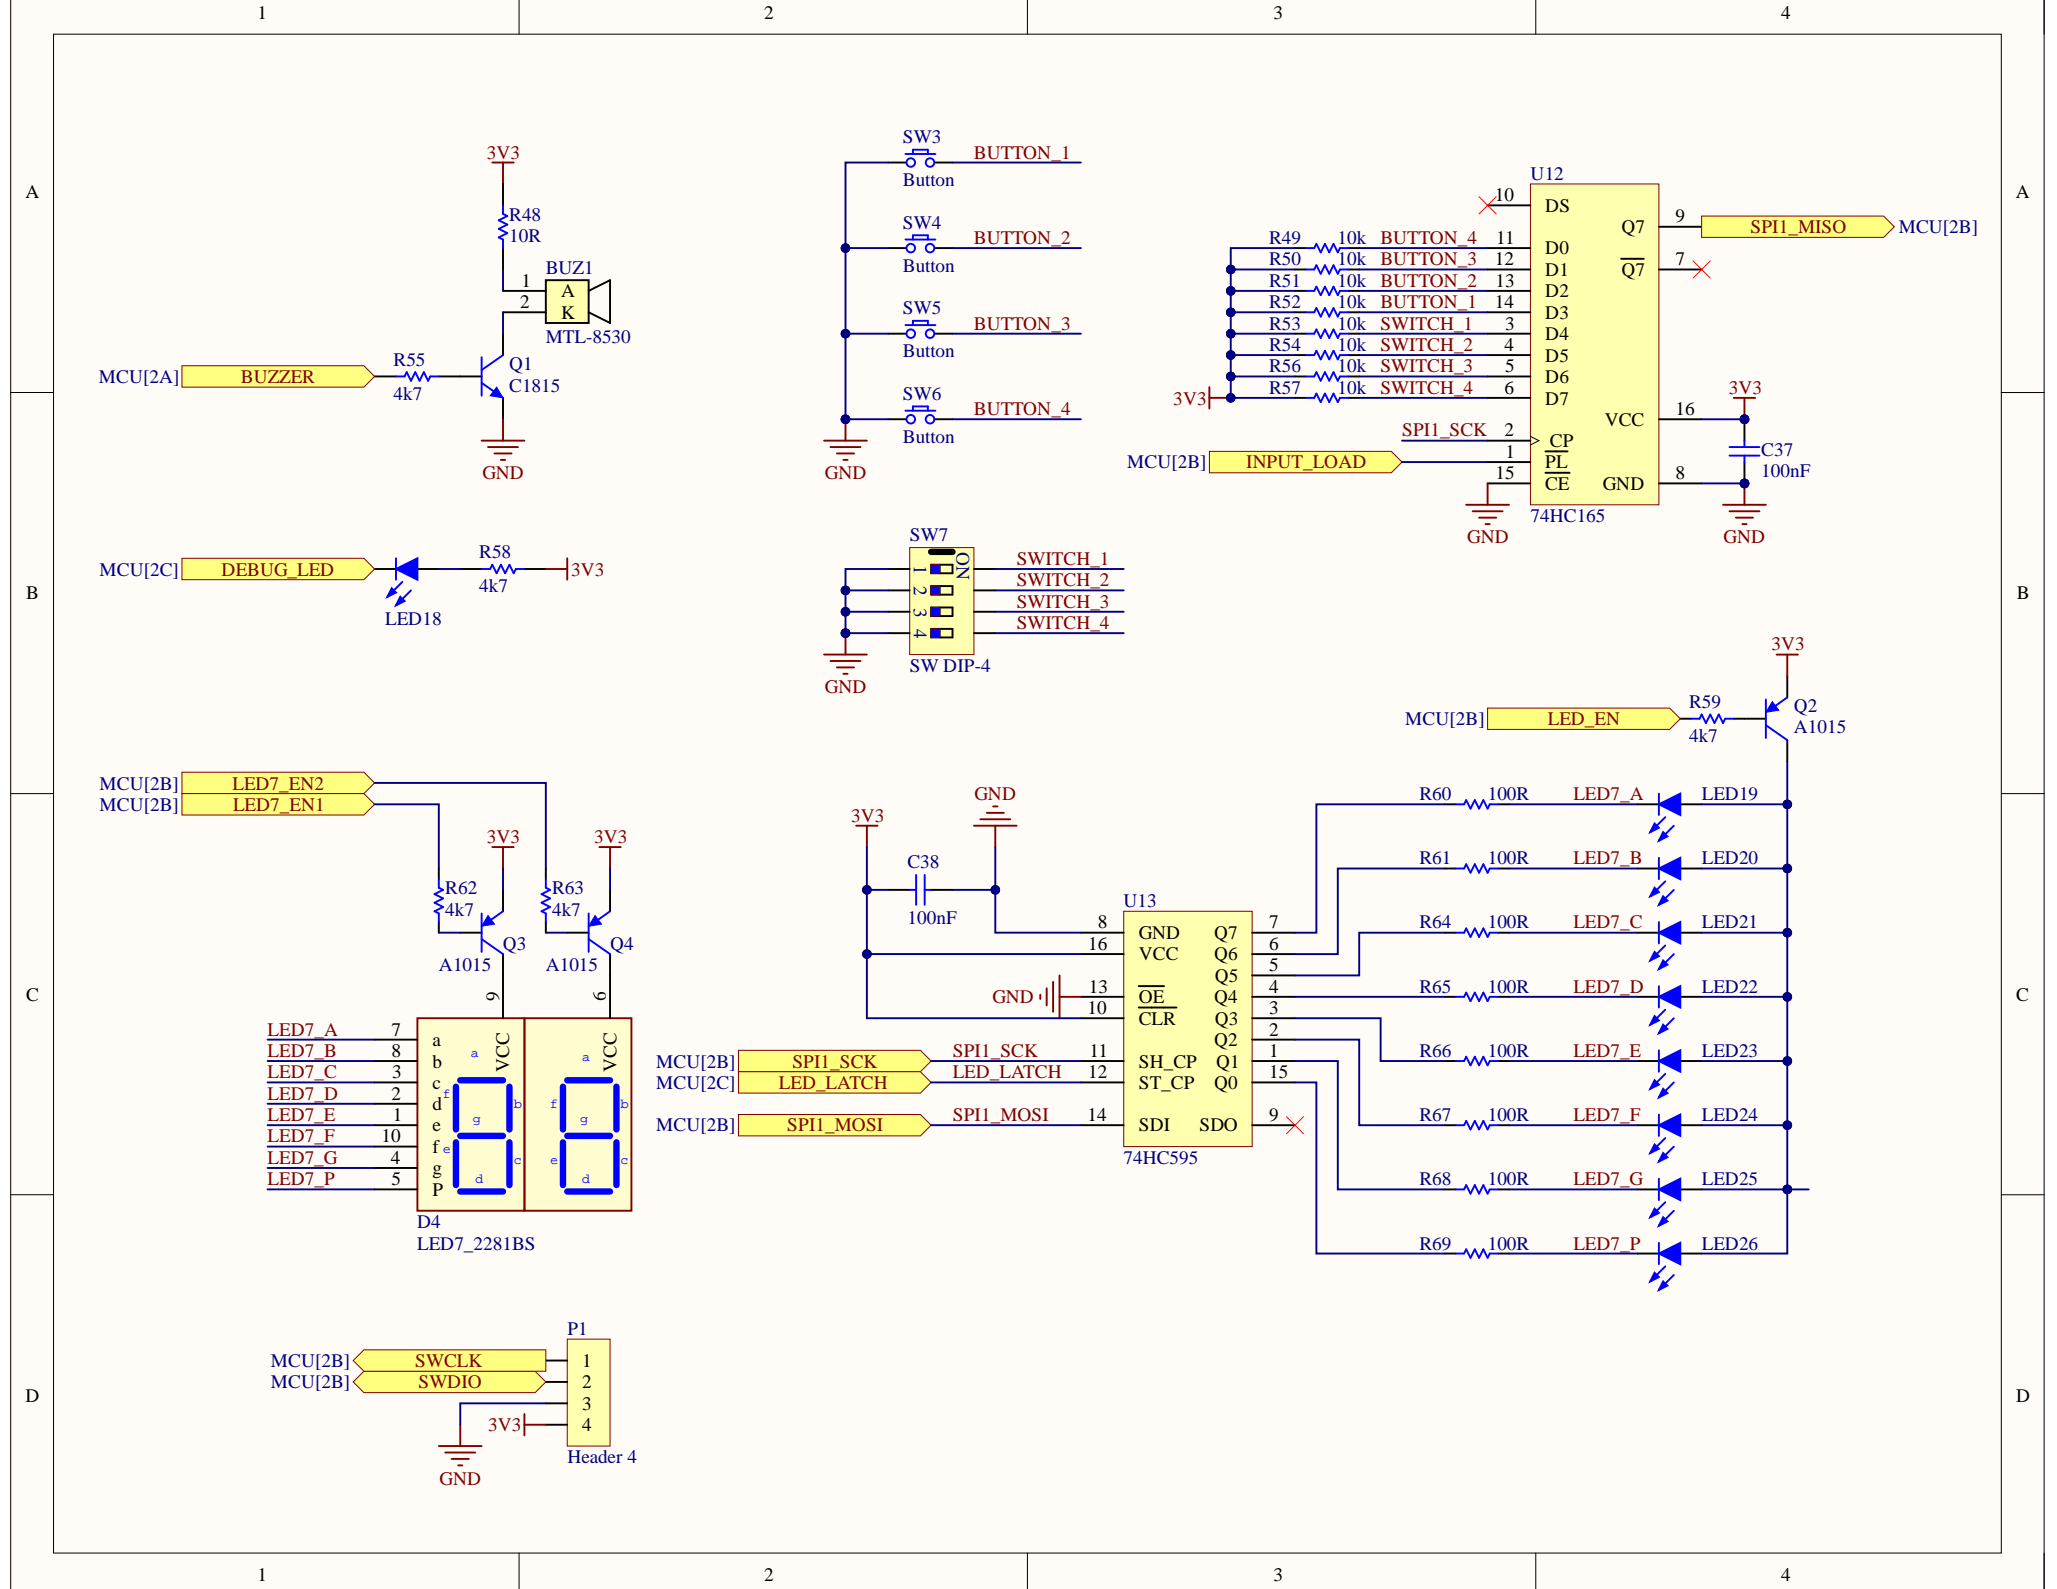 1 2 3 4
A A
B B
C C
D D
3V3
R48
10R
BUZ1
1 A
2 K
MTL-8530
MCU[2A] BUZZER
R55
4k7
Q1
C1815
GND
SW3
BUTTON_1
Button
SW4
BUTTON_2
Button
SW5
BUTTON_3
Button
SW6
BUTTON_4
Button
GND
U12
10 DS
Q7 9 SPI1_MISO MCU[2B]
R49 10k BUTTON_4 11 D0
R50 10k BUTTON_3 12 D1
Q7 7
R51 10k BUTTON_2 13 D2
R52 10k BUTTON_1 14 D3
R53 10k SWITCH_1 3 D4
R54 10k SWITCH_2 4 D5
R56 10k SWITCH_3 5 D6
3V3 R57 10k SWITCH_4 6 D7
VCC 16
3V3
SPI1_SCK 2 CP
MCU[2B] INPUT_LOAD 1 PL
15 CE
GND 8
C37
100nF
74HC165
GND
GND
MCU[2C] DEBUG_LED
R58
4k7
3V3
LED18
SW7
ON
1 SWITCH_1
2 SWITCH_2
3 SWITCH_3
4 SWITCH_4
SW DIP-4
GND
3V3
MCU[2B] LED_EN
R59
4k7
Q2
A1015
MCU[2B] LED7_EN2
MCU[2B] LED7_EN1
3V3
3V3
R62
4k7
R63
4k7
Q3
A1015
Q4
A1015
9
6
LED7_A 7 a
LED7_B 8 b
LED7_C 3 c
LED7_D 2 d
LED7_E 1 e
LED7_F 10 f
LED7_G 4 g
LED7_P 5 P
VCC
VCC
a a
f b f b
g g
e c e c
d d
D4
LED7_2281BS
3V3
GND
C38
100nF
U13
8 GND Q7 7
16 VCC Q6 6
Q5 5
GND 13 OE Q4 4
10 CLR Q3 3
Q2 2
MCU[2B] SPI1_SCK SPI1_SCK 11 SH_CP Q1 1
MCU[2C] LED_LATCH LED_LATCH 12 ST_CP Q0 15
MCU[2B] SPI1_MOSI SPI1_MOSI 14 SDI SDO 9
74HC595
R60 100R LED7_A LED19
R61 100R LED7_B LED20
R64 100R LED7_C LED21
R65 100R LED7_D LED22
R66 100R LED7_E LED23
R67 100R LED7_F LED24
R68 100R LED7_G LED25
R69 100R LED7_P LED26
P1
MCU[2B] SWCLK 1
MCU[2B] SWDIO 2
3
3V3 4
GND
Header 4
1 2 3 4